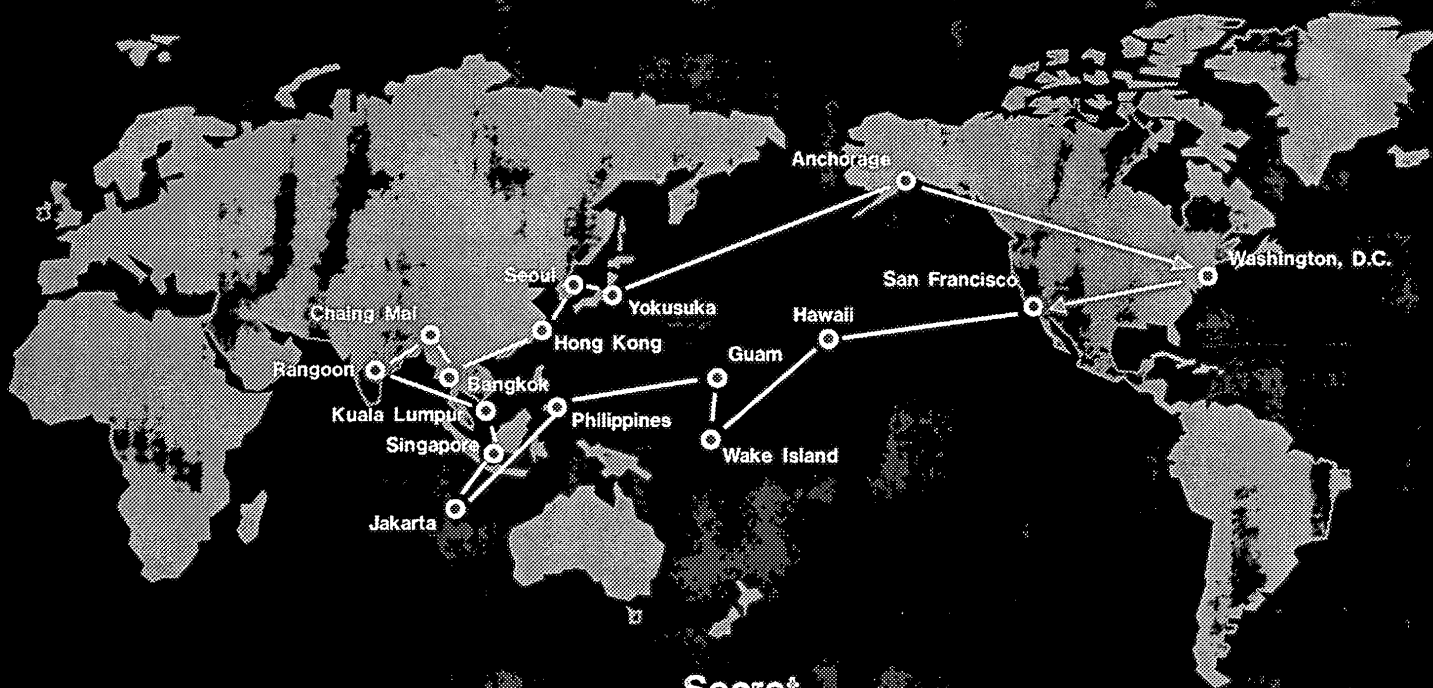 Anchorage
Washington, D.C.
Seoul
San Francisco
Yokusuka
Chaing Mai
Hawaii
Hong Kong
Guam
Rangoon
Bangkok
Kuala Lumpur
Philippines
Singapore
Wake Island
Jakarta
Secret